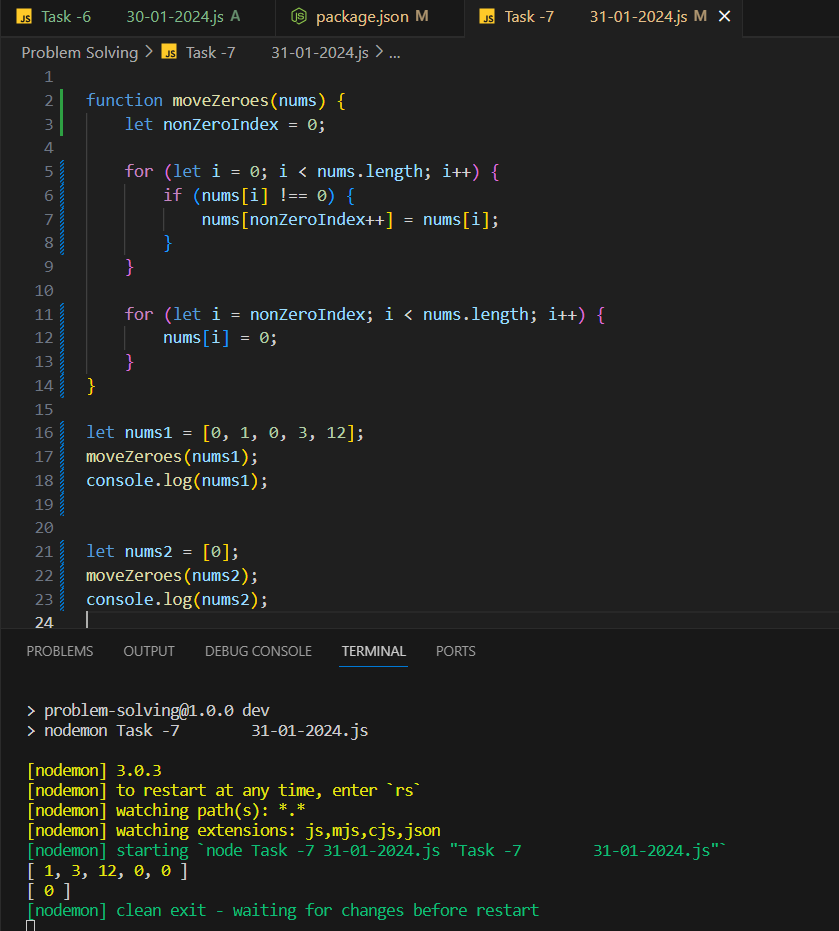 JS Task -6 30-01-2024.js A JS package.json M JS Task -7 31-01-2024.js M
Problem Solving > JS Task -7 31-01-2024.js > ...
1
2 function moveZeroes(nums) {
3 let nonZeroIndex = 0;
4
5 for (let i = 0; i < nums.length; i++) {
6 if (nums[i] !== 0) {
7 nums[nonZeroIndex++] = nums[i];
8 }
9 }
10
11 for (let i = nonZeroIndex; i < nums.length; i++) {
12 nums[i] = 0;
13 }
14 }
15
16 let nums1 = [0, 1, 0, 3, 12];
17 moveZeroes(nums1);
18 console.log(nums1);
19
20
21 let nums2 = [0];
22 moveZeroes(nums2);
23 console.log(nums2);
24
PROBLEMS OUTPUT DEBUG CONSOLE TERMINAL PORTS
> problem-solving@1.0.0 dev
> nodemon Task -7 31-01-2024.js
[nodemon] 3.0.3
[nodemon] to restart at any time, enter `rs`
[nodemon] watching path(s): *.*
[nodemon] watching extensions: js,mjs,cjs,json
[nodemon] starting `node Task -7 31-01-2024.js "Task -7 31-01-2024.js"`
[ 1, 3, 12, 0, 0 ]
[ 0 ]
[nodemon] clean exit - waiting for changes before restart